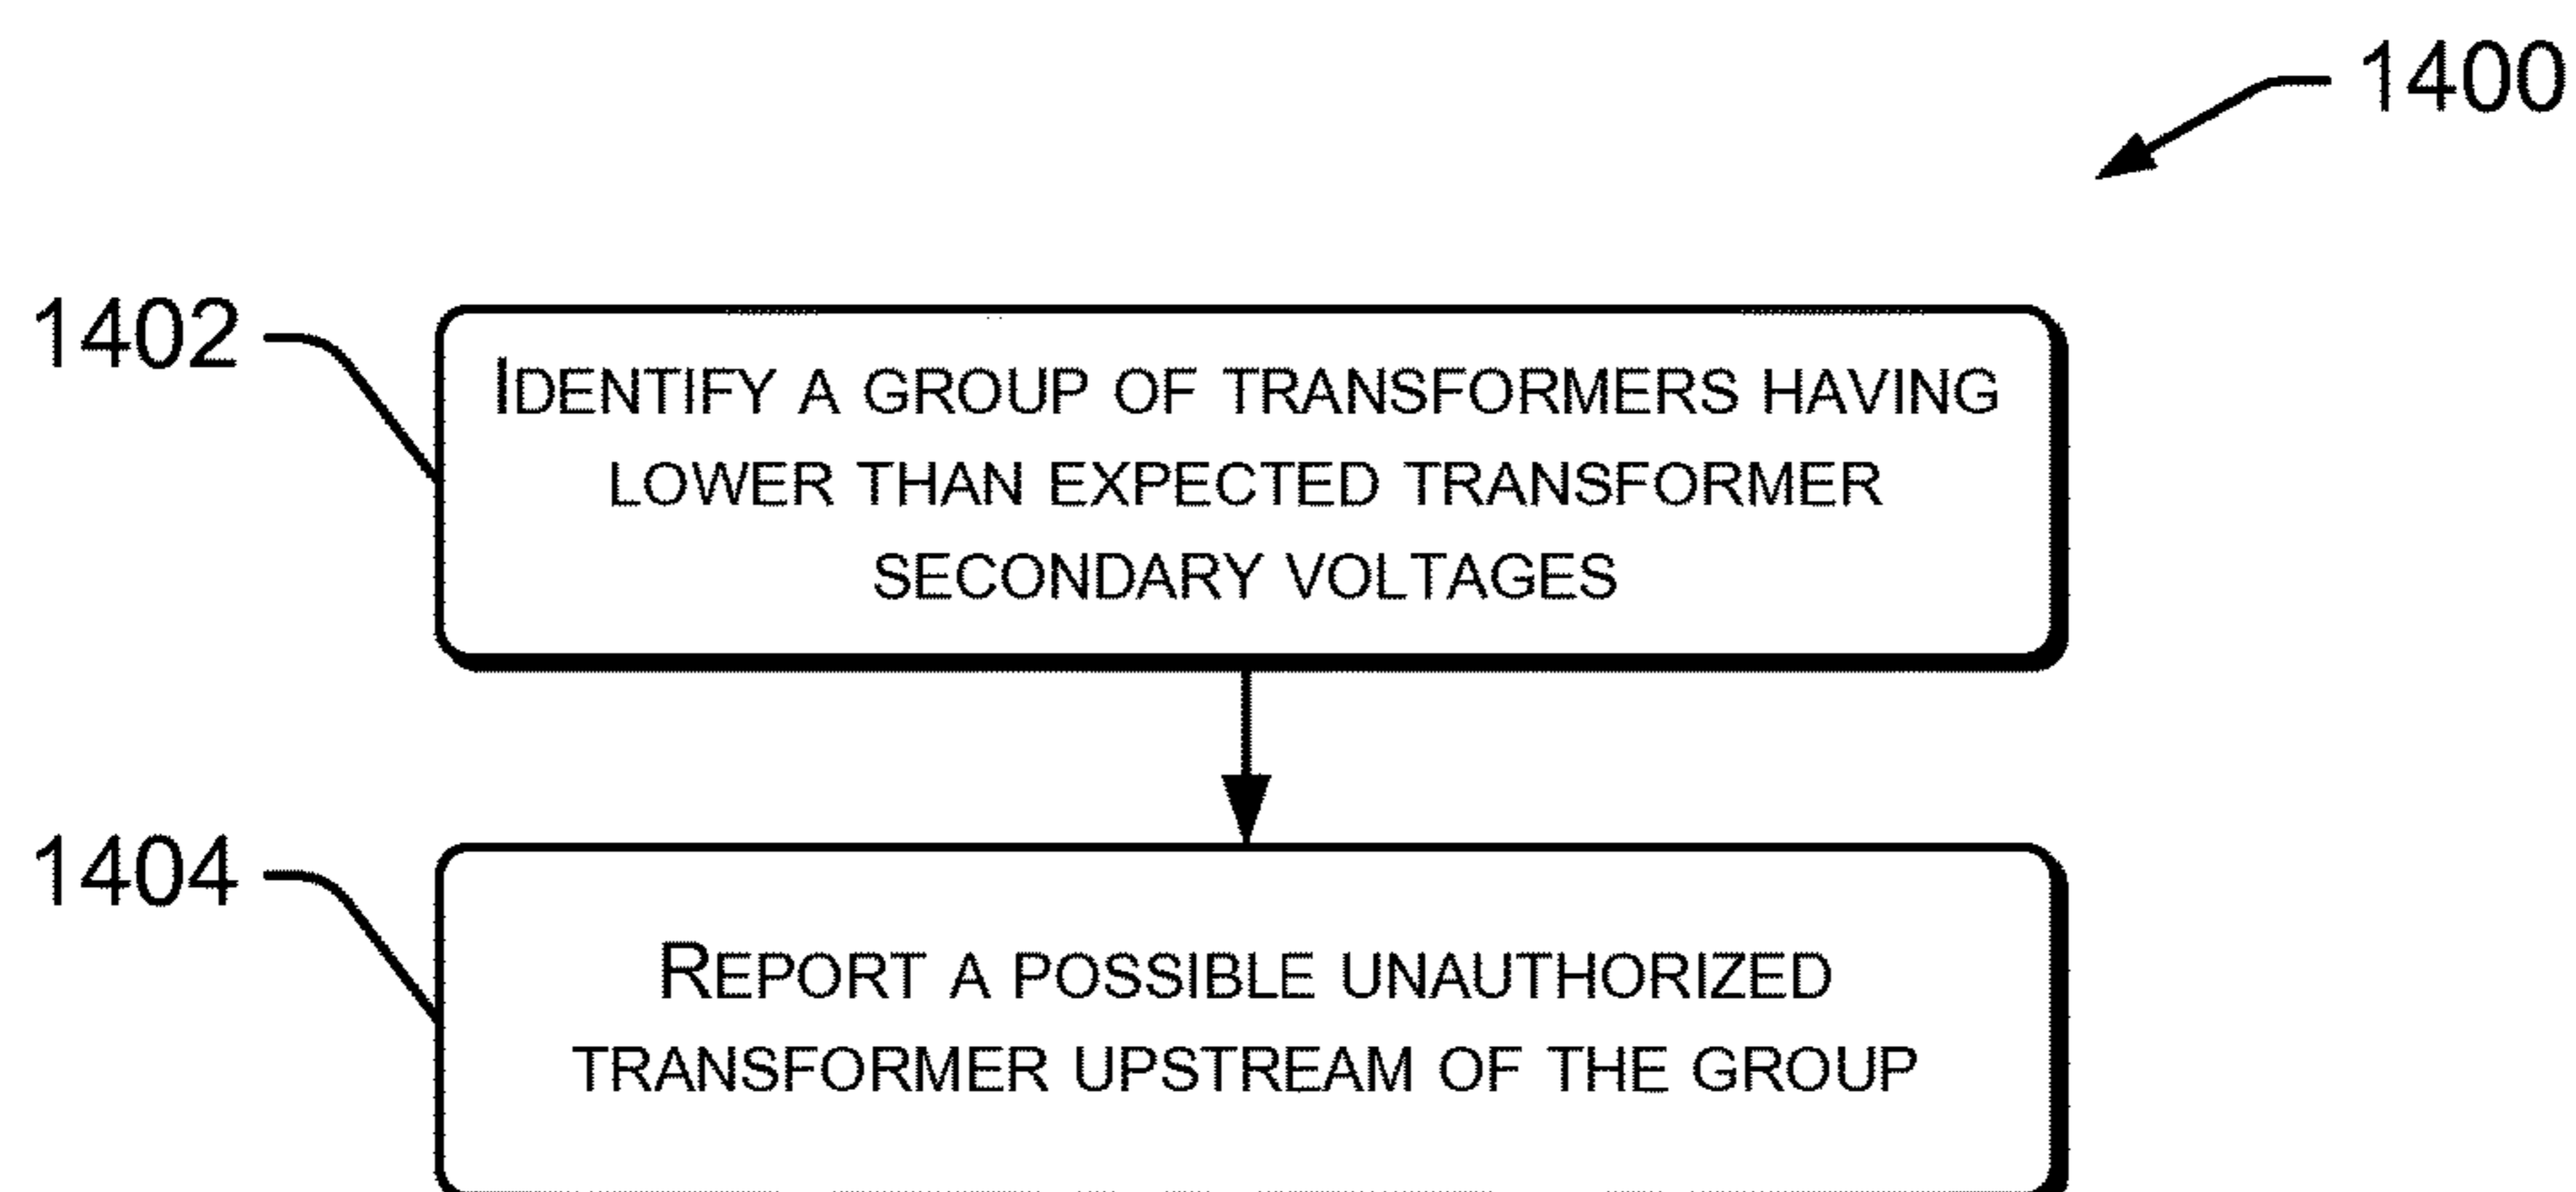 1400
1402
IDENTIFY A GROUP OF TRANSFORMERS HAVING
LOWER THAN EXPECTED TRANSFORMER
SECONDARY VOLTAGES
1404
REPORT A POSSIBLE UNAUTHORIZED
TRANSFORMER UPSTREAM OF THE GROUP